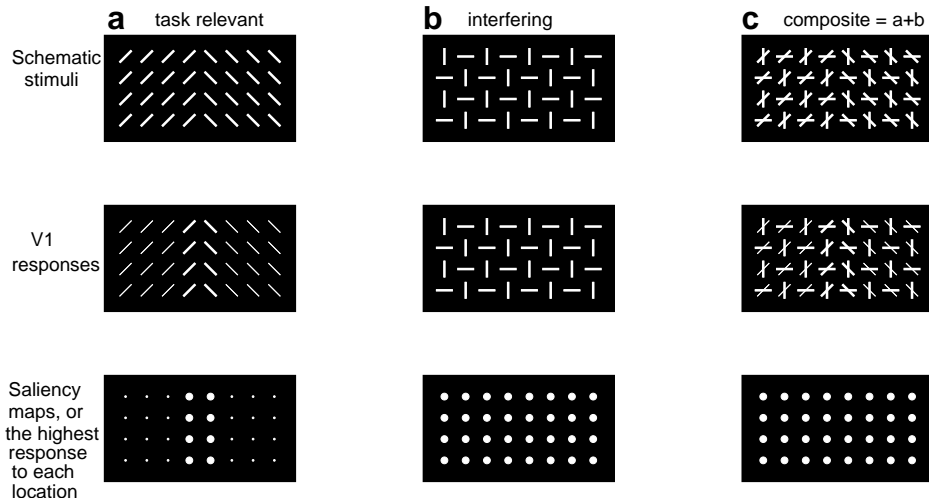 a task relevant
b interfering
c composite = a+b
Schematic
stimuli
V1
responses
Saliency
maps, or
the highest
response
to each
location